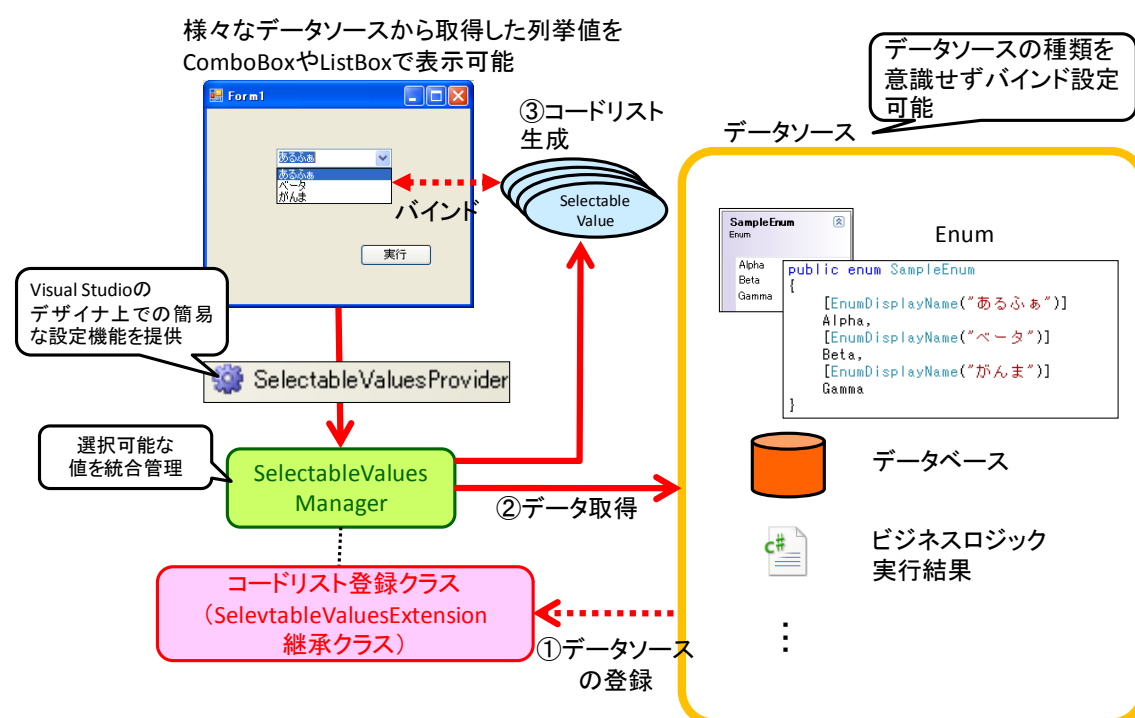 様々なデータソースから取得した列挙値を
ComboBoxやListBoxで表示可能
データソースの種類を
意識せずバインド設定
可能
Form1
あるふぁ
あるふぁ
ベータ
がんま
実行
バインド
③コードリスト
生成
Selectable
Value
データソース
SampleEnum
Enum
Alpha
Beta
Gamma
Enum
public enum SampleEnum
{
[EnumDisplayName("あるふぁ")]
Alpha,
[EnumDisplayName("ベータ")]
Beta,
[EnumDisplayName("がんま")]
Gamma
}
Visual Studioの
デザイナ上での簡易
な設定機能を提供
SelectableValuesProvider
選択可能な
値を統合管理
SelectableValues
Manager
②データ取得
データベース
c#
ビジネスロジック
実行結果
⋮
コードリスト登録クラス
（SelevtableValuesExtension
継承クラス）
①データソース
の登録